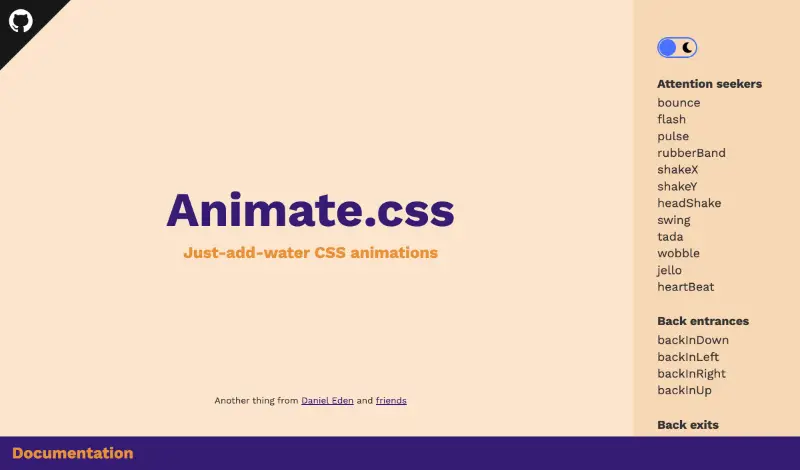 Animate.css
Just-add-water CSS animations
Another thing from Daniel Eden and friends
Attention seekers
bounce
flash
pulse
rubberBand
shakeX
shakeY
headShake
swing
tada
wobble
jello
heartBeat
Back entrances
backInDown
backInLeft
backInRight
backInUp
Back exits
Documentation